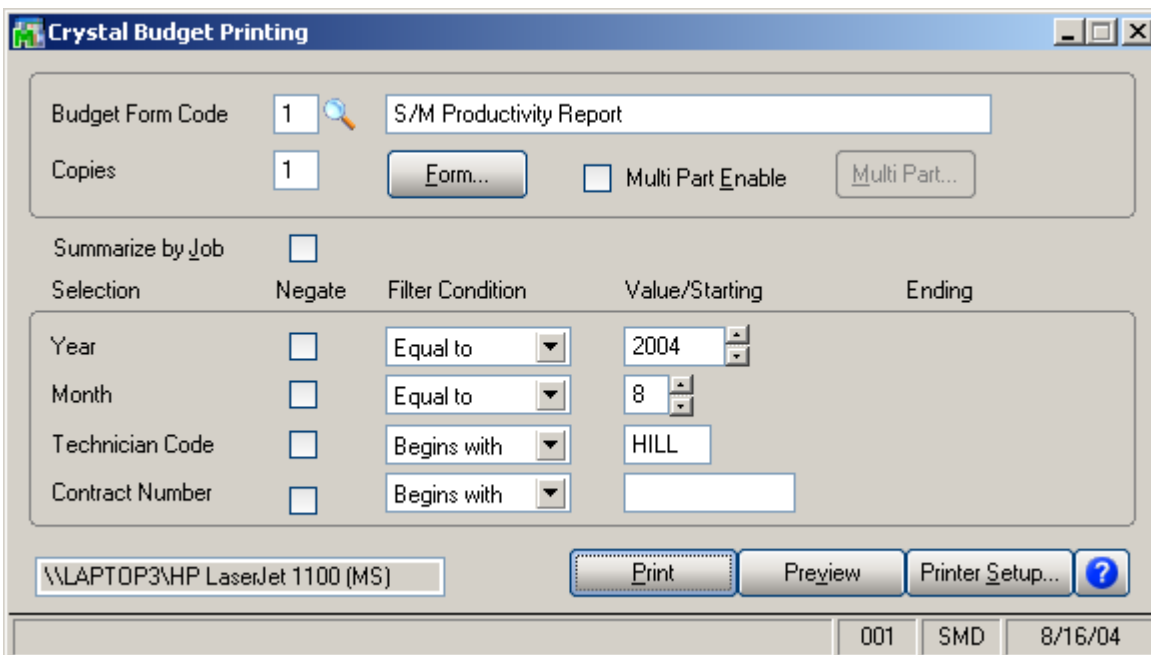 Crystal Budget Printing
Budget Form Code 1 S/M Productivity Report
Copies 1 Form... Multi Part Enable Multi Part...
Summarize by Job
Selection Negate Filter Condition Value/Starting Ending
Year Equal to 2004
Month Equal to 8
Technician Code Begins with HILL
Contract Number Begins with
\\LAPTOP3\HP LaserJet 1100 (MS) Print Preview Printer Setup... ?
001 SMD 8/16/04